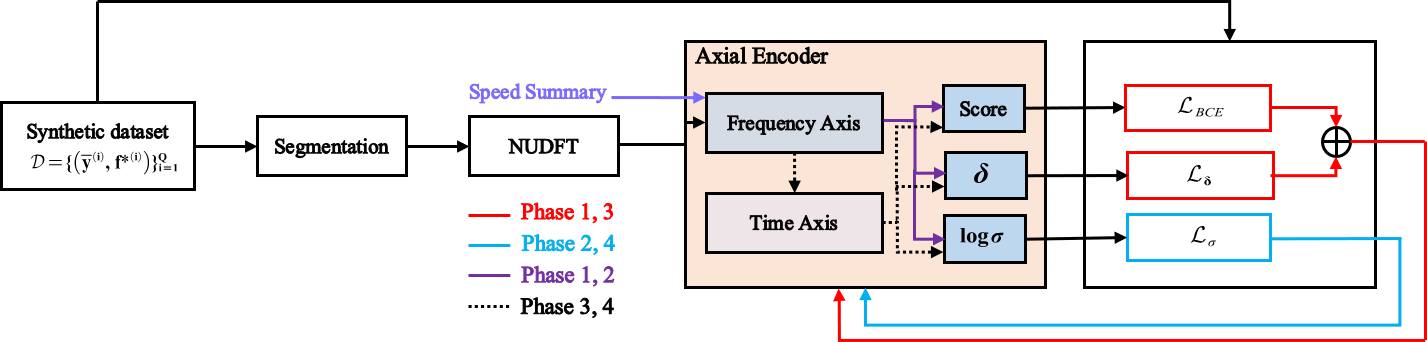 Axial Encoder
Speed Summary
Synthetic dataset
𝒟 = {(ȳ⁽ⁱ⁾, f*⁽ⁱ⁾)}ᵢ₌₁^Q
Segmentation
NUDFT
Frequency Axis
Time Axis
Score
δ
log σ
ℒ_BCE
ℒ_δ
ℒ_σ
Phase 1, 3
Phase 2, 4
Phase 1, 2
Phase 3, 4